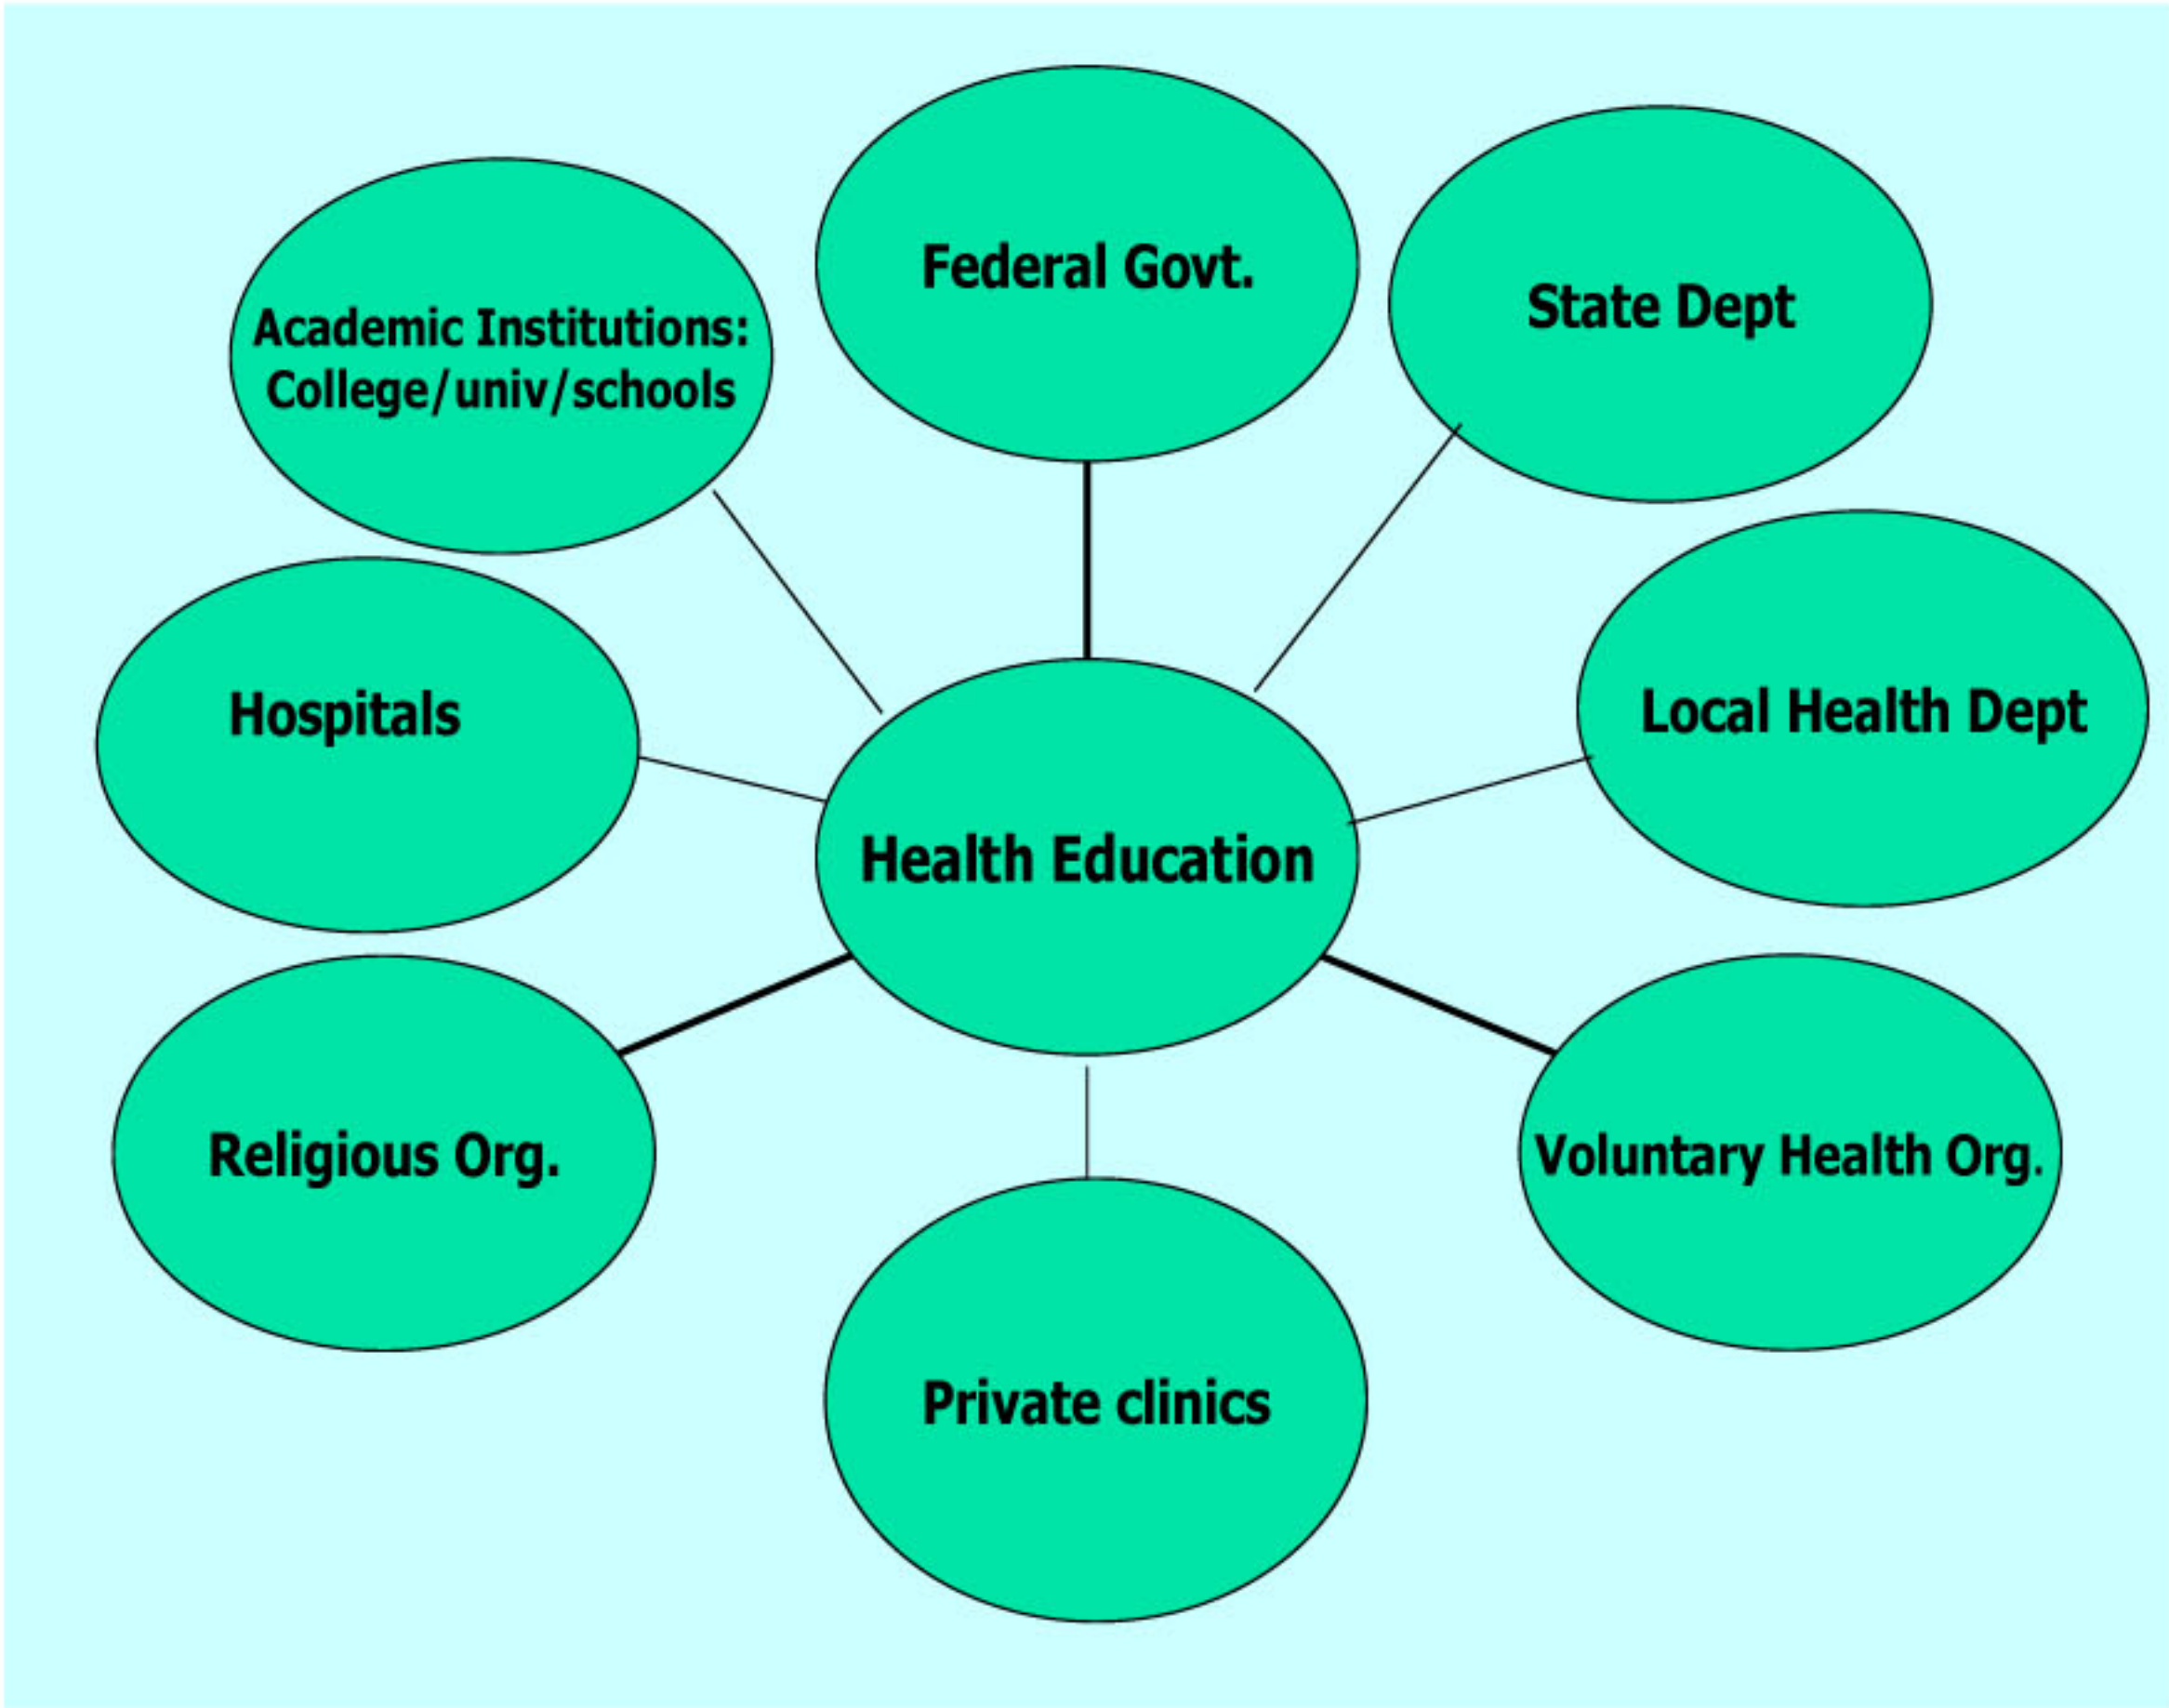 Federal Govt.
State Dept
Academic Institutions:
College/univ/schools
Hospitals
Local Health Dept
Health Education
Religious Org.
Voluntary Health Org.
Private clinics